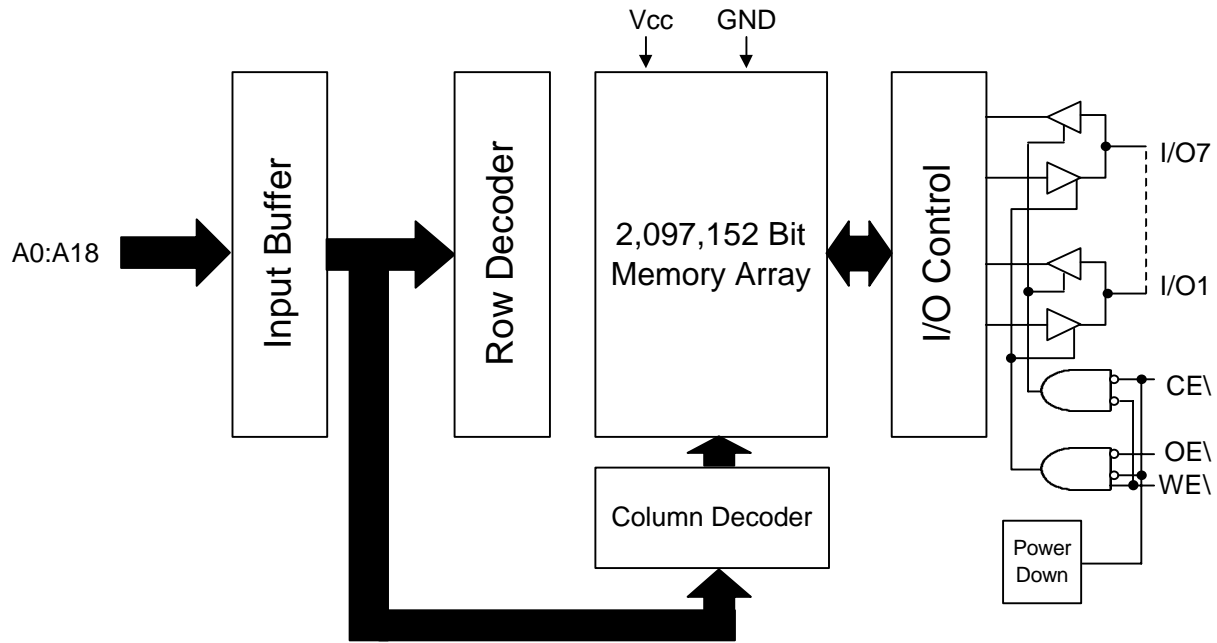 Vcc
GND
A0:A18
Input Buffer
Row Decoder
2,097,152 Bit
Memory Array
I/O Control
I/O7
I/O1
CE\
OE\
WE\
Column Decoder
Power
Down